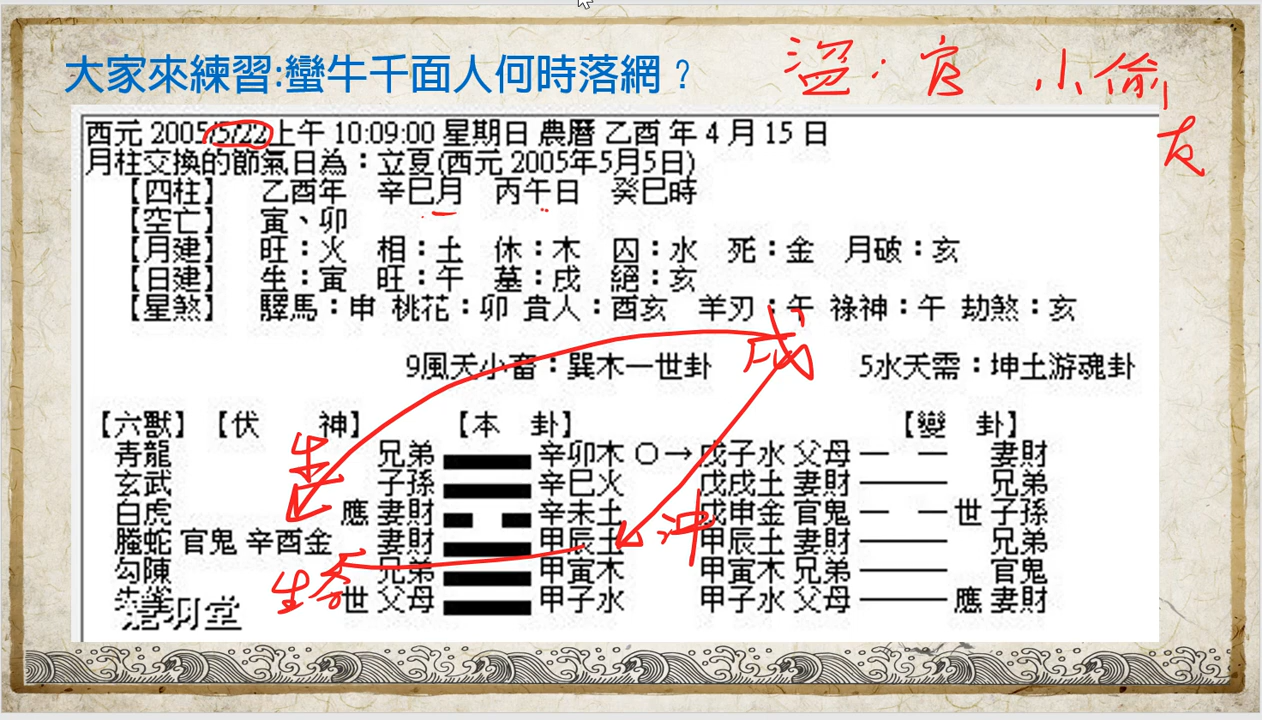 大家來練習:蠻牛千面人何時落網？
盜:官 小偷
友
西元 2005/5/22 上午 10:09:00 星期日 農曆 乙酉 年 4 月 15 日
月柱交換的節氣日為：立夏(西元 2005年5月5日)
【四柱】 乙酉年 辛巳月 丙午日 癸巳時
【空亡】 寅、卯
【月建】 旺：火 相：土 休：木 囚：水 死：金 月破：亥
【日建】 生：寅 旺：午 墓：戌 絕：亥
【星煞】 驛馬：申 桃花：卯 貴人：酉亥 羊刃：午 祿神：午 劫煞：亥
戌
9風天小畜：巽木一世卦 5水天需：坤土游魂卦
【六獸】【伏 神】 【本 卦】 【變 卦】
青龍 生 兄弟 辛卯木 ○→ 戊子水 父母 妻財
玄武 子孫 辛巳火 戊戌土 妻財 兄弟
白虎 應 妻財 辛未土 沖 戊申金 官鬼 世 子孫
螣蛇 官鬼 辛酉金 妻財 甲辰土 甲辰土 妻財 兄弟
勾陳 生 兄弟 甲寅木 甲寅木 兄弟 官鬼
世 父母 甲子水 甲子水 父母 應 妻財